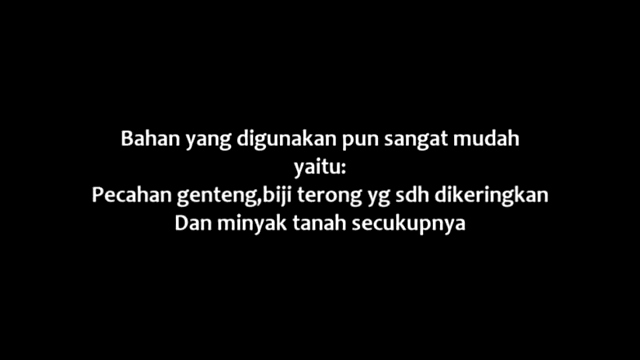 Bahan yang digunakan pun sangat mudah
yaitu:
Pecahan genteng,biji terong yg sdh dikeringkan
Dan minyak tanah secukupnya